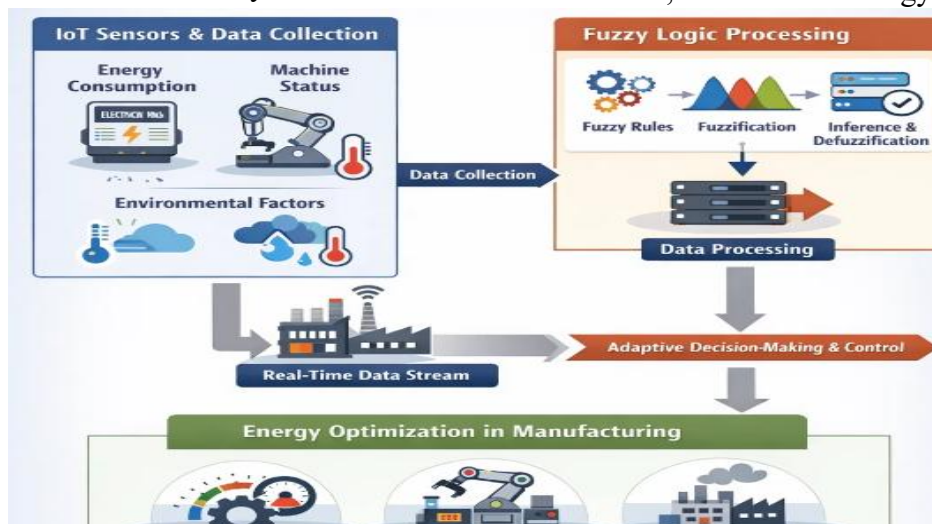 IoT Sensors & Data Collection
Energy
Consumption
Machine
Status
Environmental Factors
Data Collection
Fuzzy Logic Processing
Fuzzy Rules
Fuzzification
Inference &
Defuzzification
Data Processing
Real-Time Data Stream
Adaptive Decision-Making & Control
Energy Optimization in Manufacturing